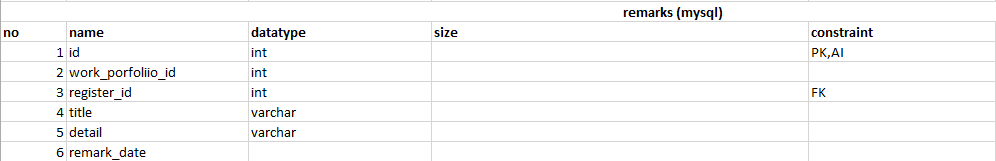 remarks (mysql)
no name datatype size constraint
1 id int PK,AI
2 work_porfoliio_id int
3 register_id int FK
4 title varchar
5 detail varchar
6 remark_date